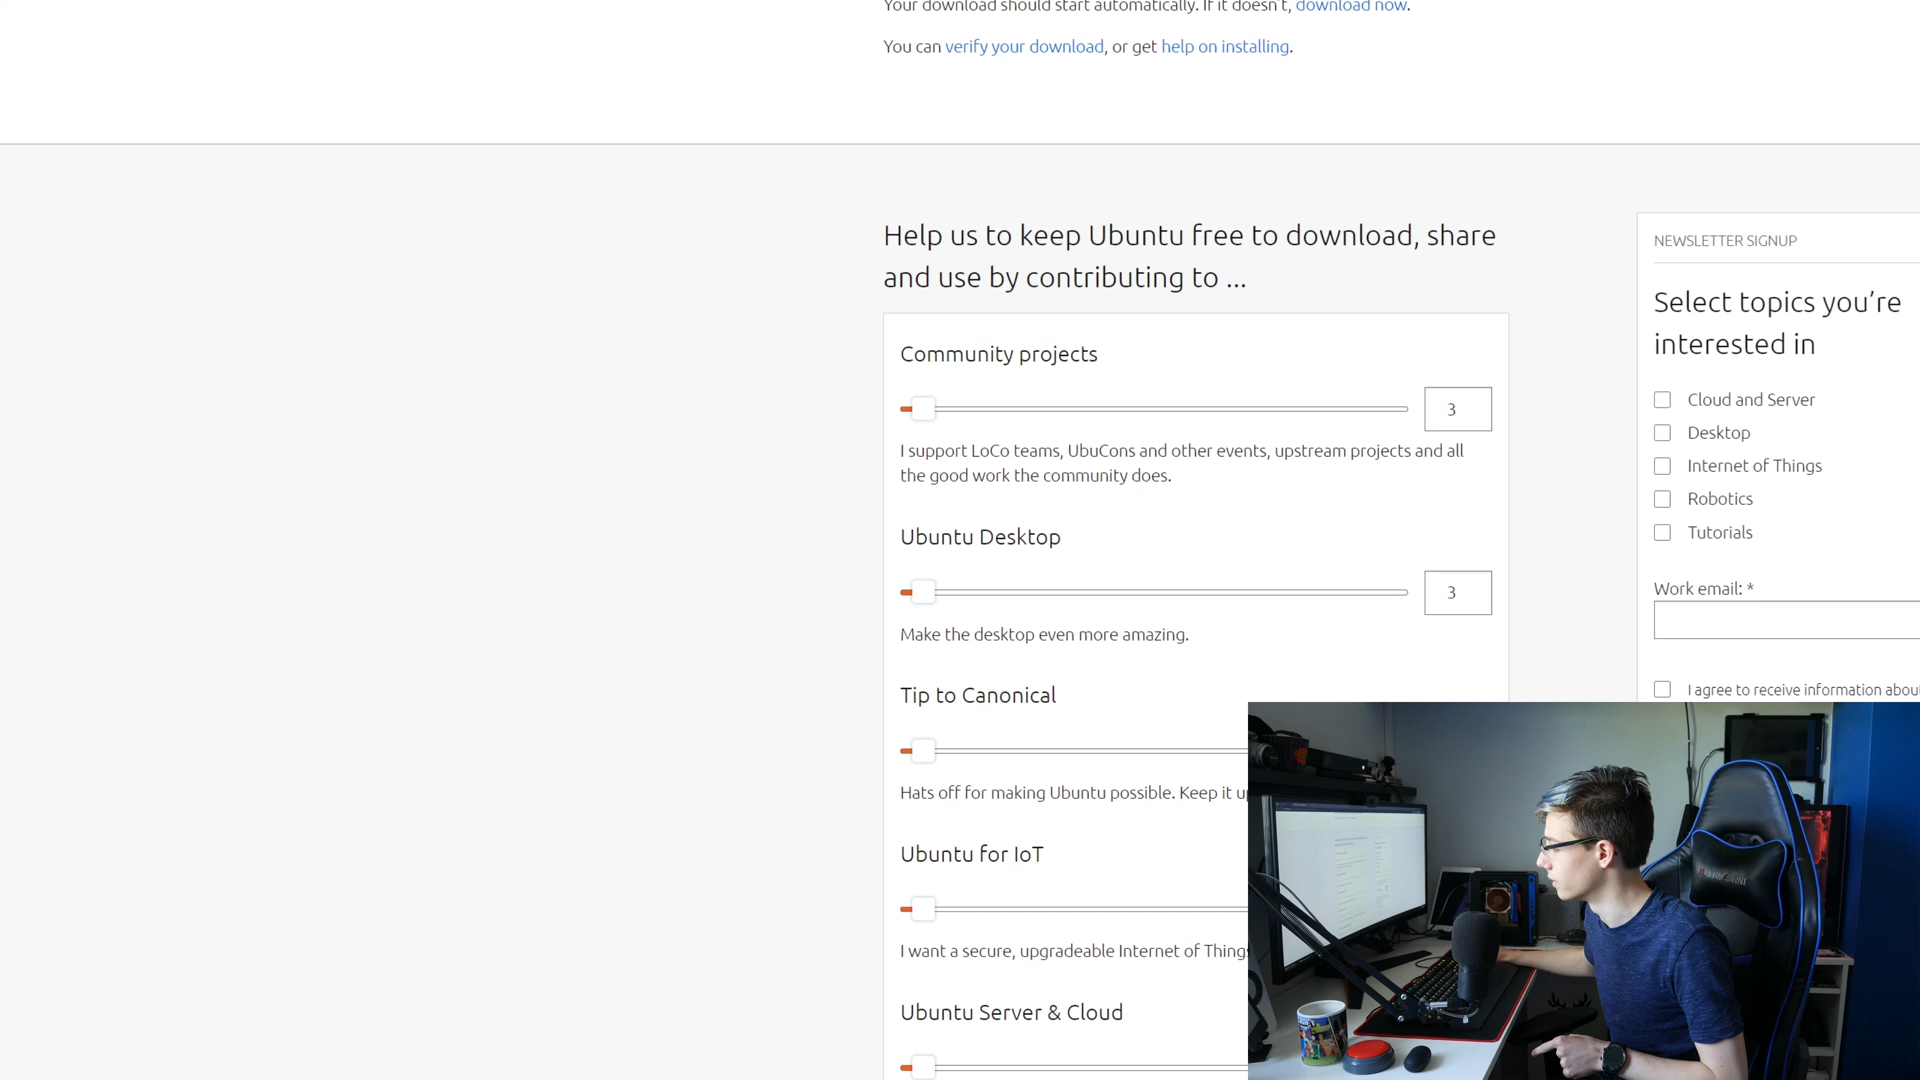 Your download should start automatically. If it doesn't, download now.
You can verify your download, or get help on installing.
Help us to keep Ubuntu free to download, share
and use by contributing to ...
Community projects
3
I support LoCo teams, UbuCons and other events, upstream projects and all
the good work the community does.
Ubuntu Desktop
3
Make the desktop even more amazing.
Tip to Canonical
Hats off for making Ubuntu possible. Keep it
Ubuntu for IoT
I want a secure, upgradeable Internet of
Ubuntu Server & Cloud
NEWSLETTER SIGNUP
Select topics you’re
interested in
Cloud and Server
Desktop
Internet of Things
Robotics
Tutorials
Work email: *
I agree to receive information